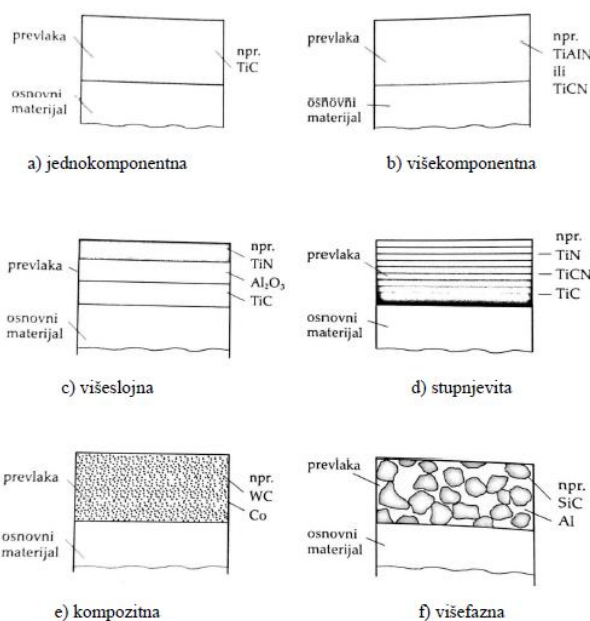 prevlaka
npr.
TiC
osnovni
materijal
a) jednokomponentna
prevlaka
npr.
TiAlN
ili
TiCN
osnovni
materijal
b) višekomponentna
prevlaka
npr.
TiN
Al₂O₃
TiC
osnovni
materijal
c) višeslojna
prevlaka
npr.
TiN
TiCN
TiC
osnovni
materijal
d) stupnjevita
prevlaka
npr.
WC
Co
osnovni
materijal
e) kompozitna
prevlaka
npr.
SiC
Al
osnovni
materijal
f) višefazna